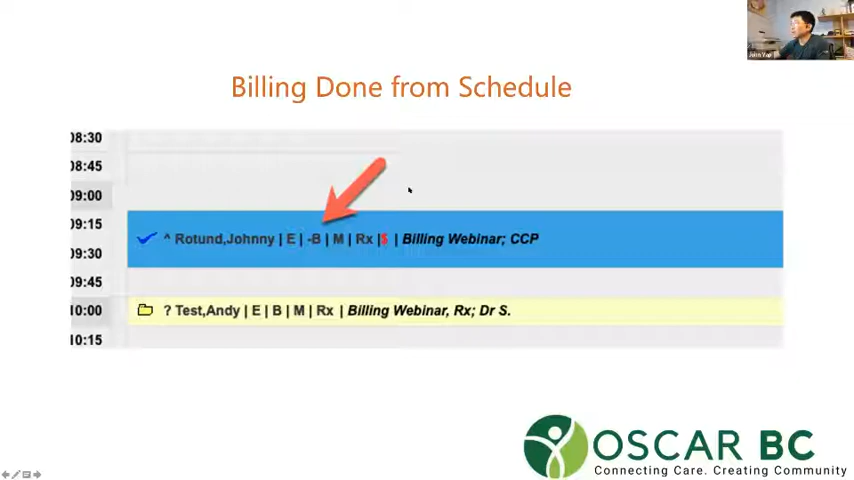 John Yap
Billing Done from Schedule
08:30
08:45
09:00
09:15
^ Rotund,Johnny | E | -B | M | Rx |$ | Billing Webinar; CCP
09:30
09:45
10:00
? Test,Andy | E | B | M | Rx | Billing Webinar, Rx; Dr S.
10:15
OSCAR BC
Connecting Care. Creating Community